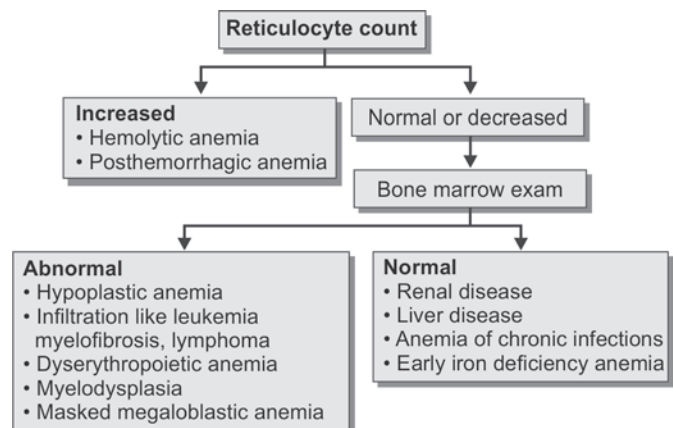 Reticulocyte count
Increased
• Hemolytic anemia
• Posthemorrhagic anemia
Normal or decreased
Bone marrow exam
Abnormal
• Hypoplastic anemia
• Infiltration like leukemia
myelofibrosis, lymphoma
• Dyserythropoietic anemia
• Myelodysplasia
• Masked megaloblastic anemia
Normal
• Renal disease
• Liver disease
• Anemia of chronic infections
• Early iron deficiency anemia